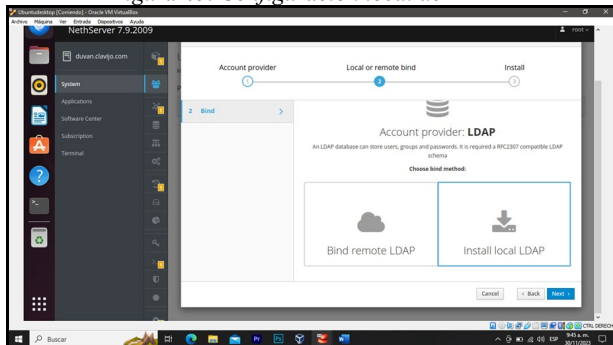 Ubuntudesktop [Corriendo] - Oracle VM VirtualBox
Archivo Máquina Ver Entrada Dispositivos Ayuda
NethServer 7.9.2009
root
duvan.clavijo.com
System
Applications
Software Center
Subscription
Terminal
Account provider
Local or remote bind
Install
1
2
3
2 Bind
Account provider: LDAP
An LDAP database can store users, groups and passwords. It is required a RFC2307 compatible LDAP
schema
Choose bind method:
Bind remote LDAP
Install local LDAP
Cancel
Back
Next
CTRL DERECHA
Buscar
ESP
9:45 a. m.
30/11/2023